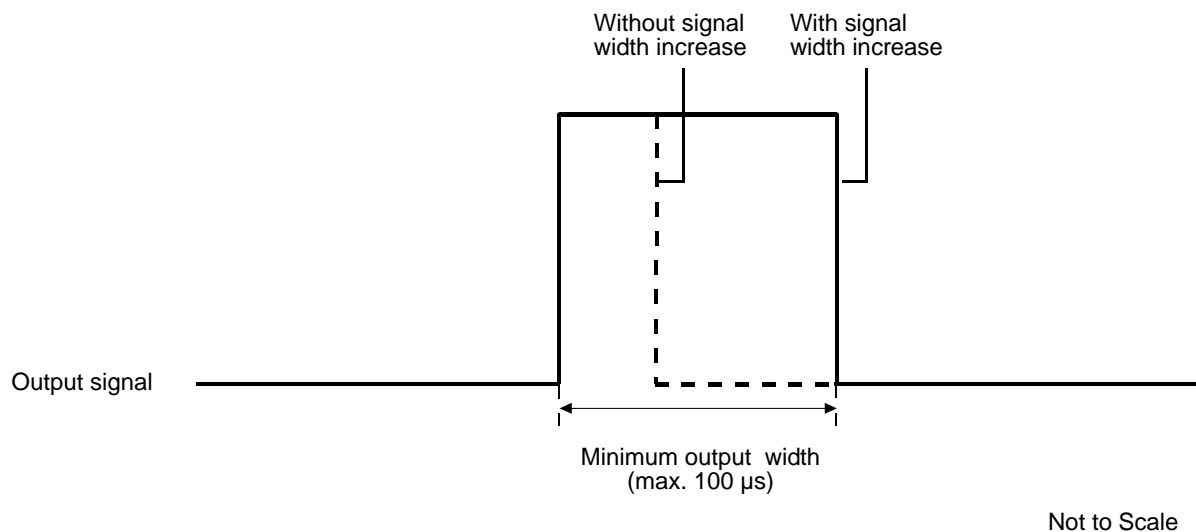 Without signal
width increase
With signal
width increase
Output signal
Minimum output width
(max. 100 µs)
Not to Scale